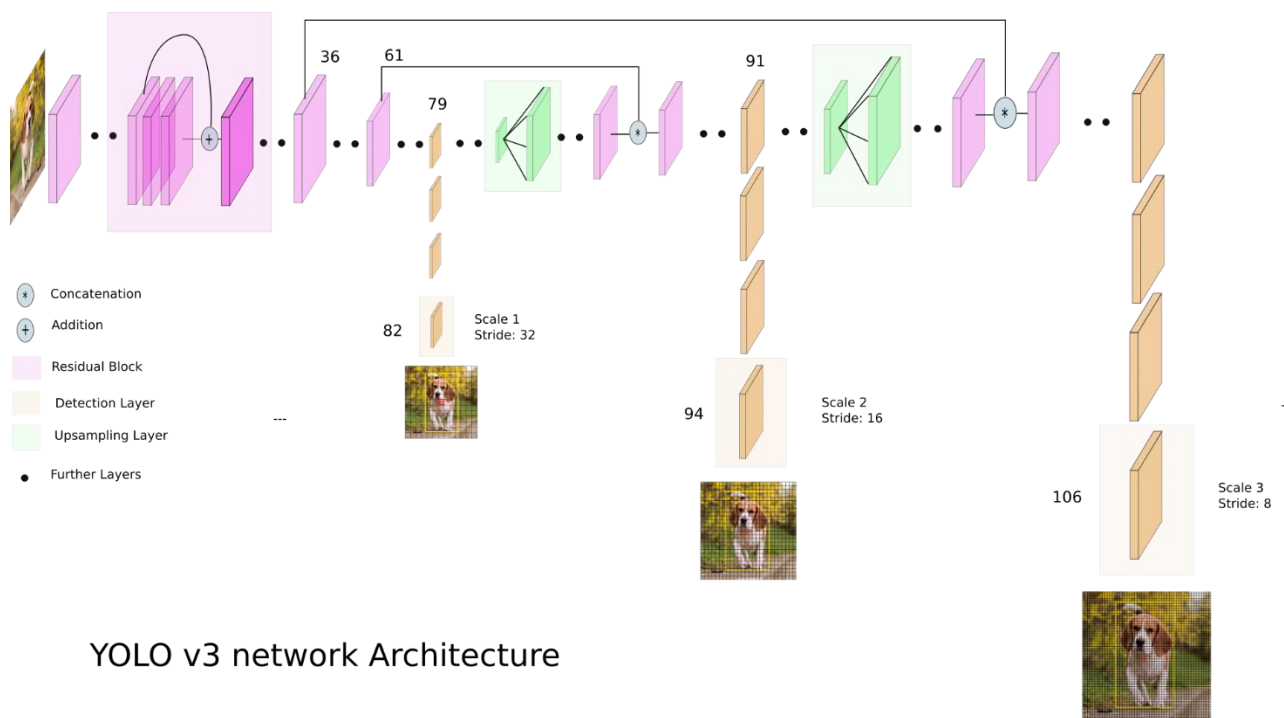 36
61
91
79
+
*
*
* Concatenation
+ Addition
Residual Block
Detection Layer
Upsampling Layer
Further Layers
---
82
Scale 1
Stride: 32
94
Scale 2
Stride: 16
106
Scale 3
Stride: 8
YOLO v3 network Architecture